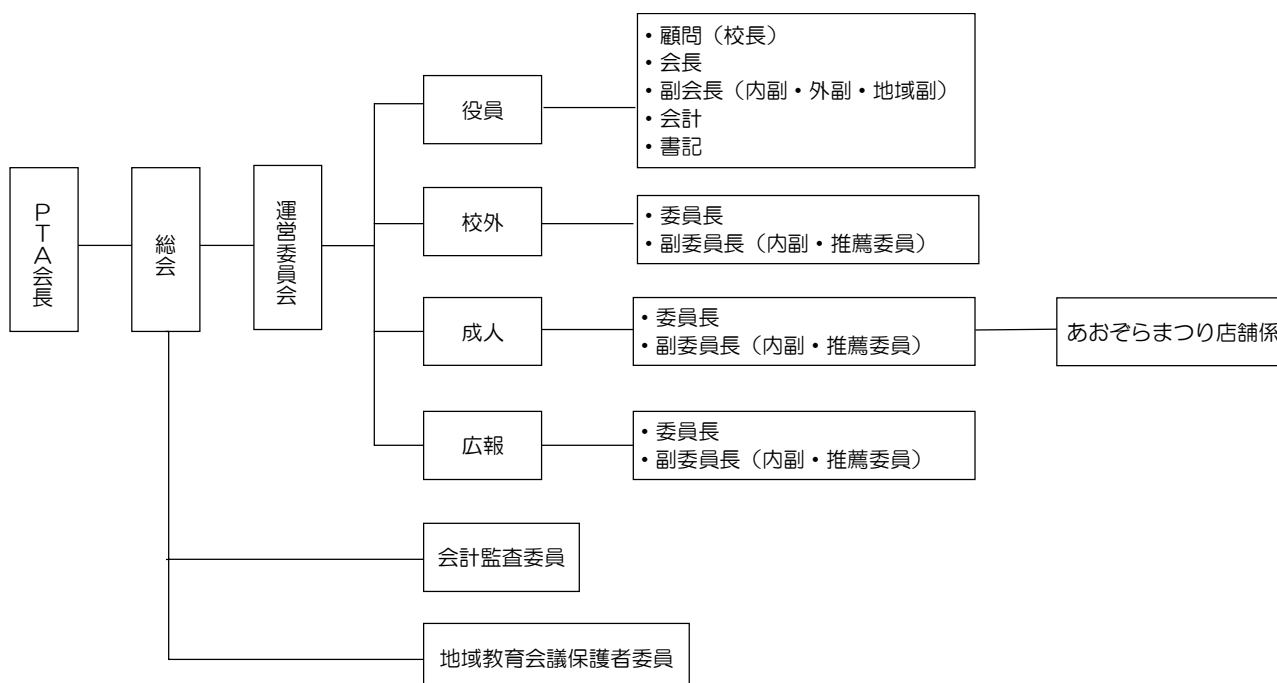 PTA会長
総会
運営委員会
役員
・顧問（校長）
・会長
・副会長（内副・外副・地域副）
・会計
・書記
校外
・委員長
・副委員長（内副・推薦委員）
成人
・委員長
・副委員長（内副・推薦委員）
あおぞらまつり店舗係
広報
・委員長
・副委員長（内副・推薦委員）
会計監査委員
地域教育会議保護者委員